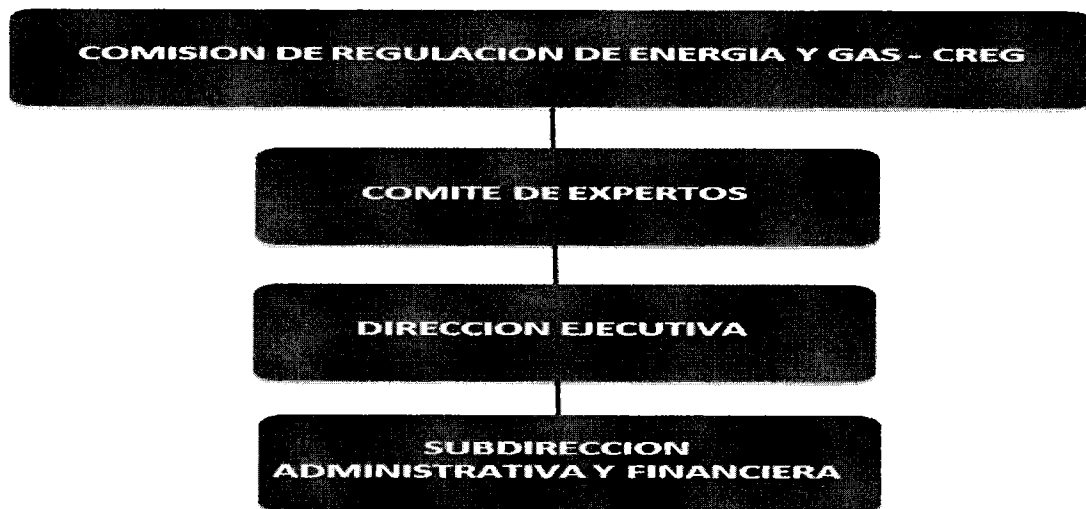 COMISION DE REGULACION DE ENERGIA Y GAS - CREG
COMITE DE EXPERTOS
DIRECCION EJECUTIVA
SUBDIRECCION
ADMINISTRATIVA Y FINANCIERA